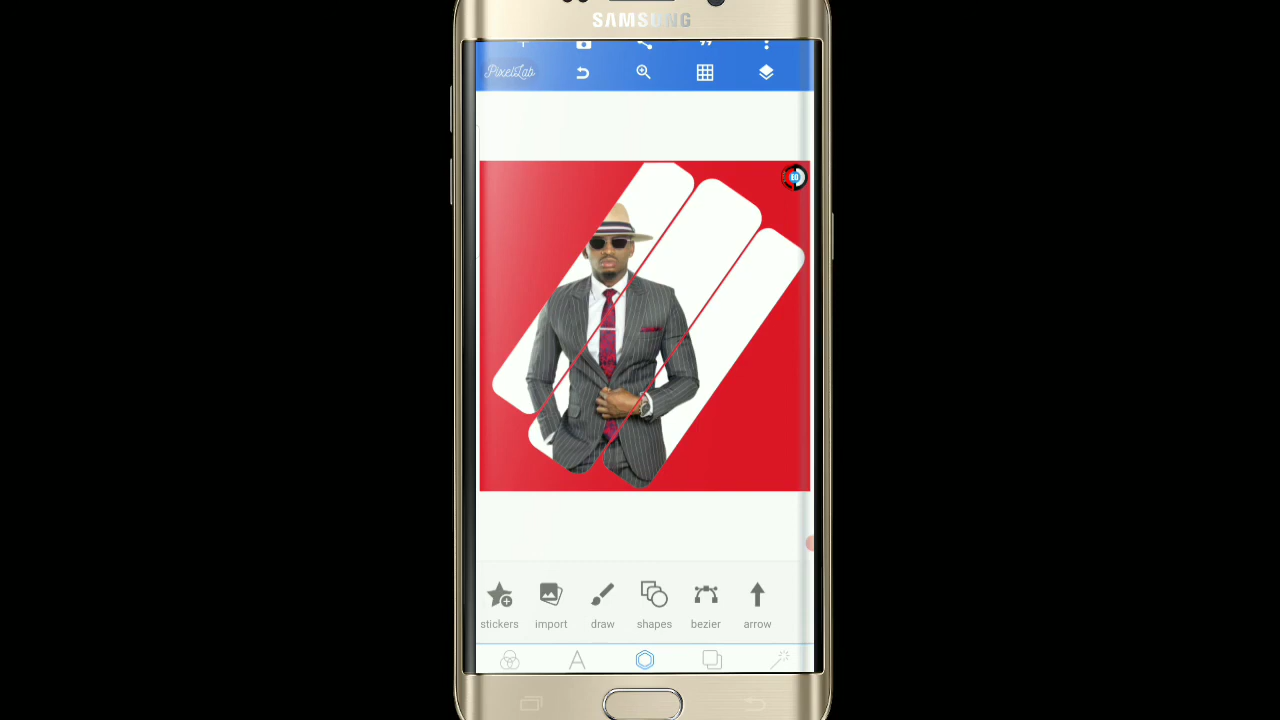 SAMSUNG
PixelLab
stickers
import
draw
shapes
bezier
arrow